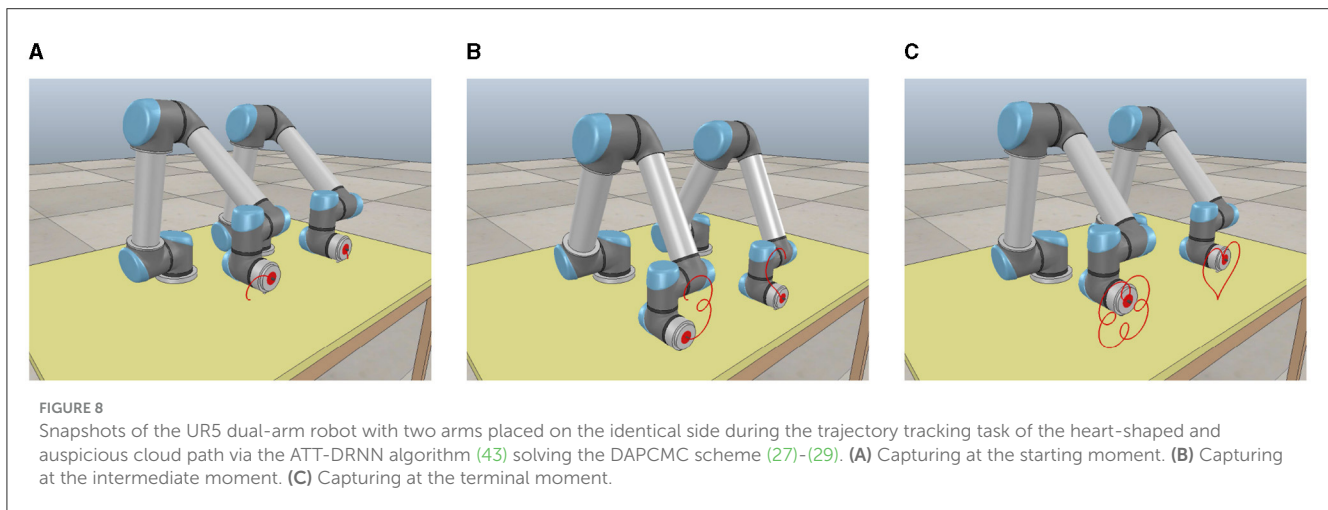 A
B
C
FIGURE 8
Snapshots of the UR5 dual-arm robot with two arms placed on the identical side during the trajectory tracking task of the heart-shaped and
auspicious cloud path via the ATT-DRNN algorithm (43) solving the DAPCMC scheme (27)-(29). (A) Capturing at the starting moment. (B) Capturing
at the intermediate moment. (C) Capturing at the terminal moment.